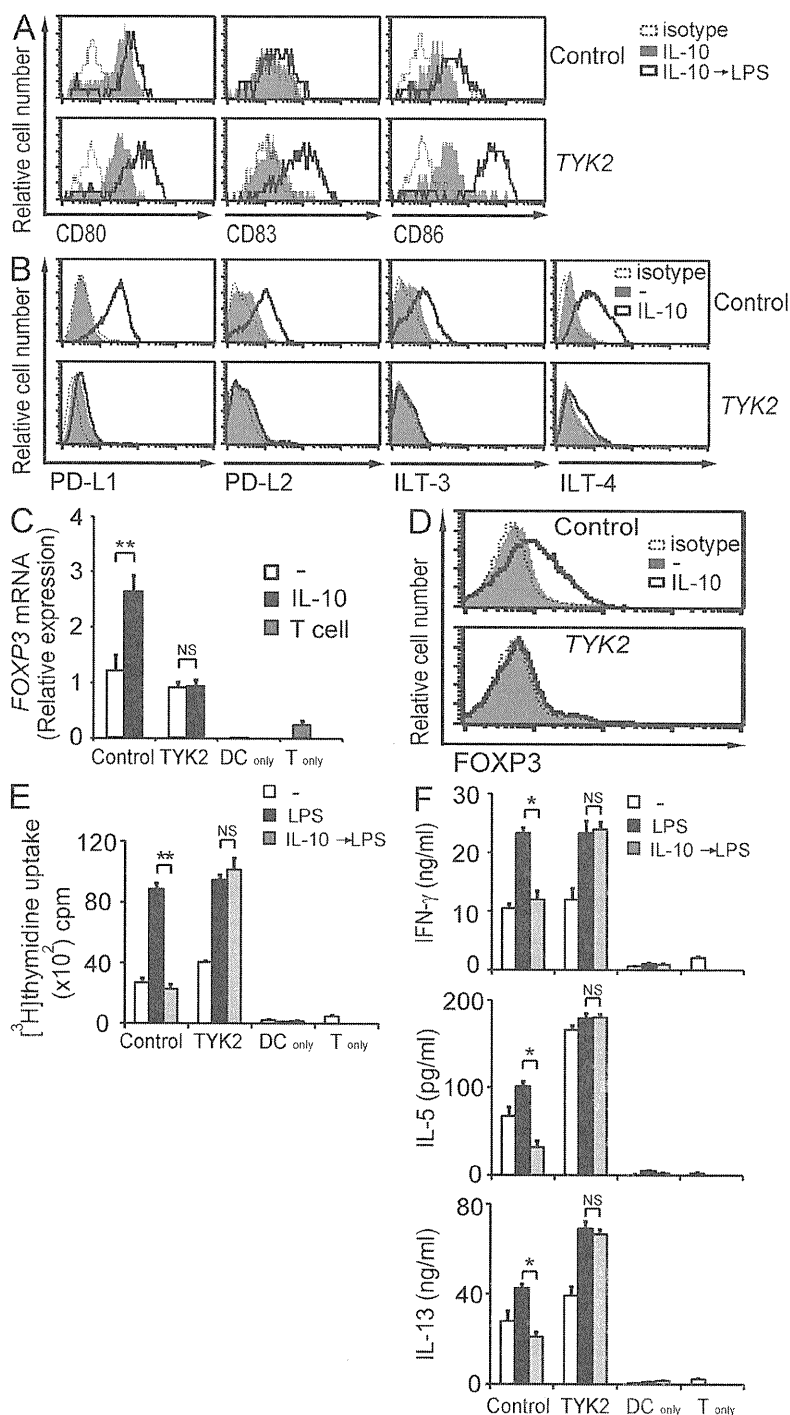 A
Relative cell number
Control
TYK2
isotype
IL-10
IL-10→LPS
CD80
CD83
CD86
B
Relative cell number
Relative cell number
isotype
-
IL-10
Control
TYK2
PD-L1
PD-L2
ILT-3
ILT-4
C
FOXP3 mRNA
(Relative expression)
4
3
2
1
0
**
NS
-
IL-10
T cell
Control
TYK2
DC only
T only
D
Relative cell number
Control
isotype
-
IL-10
TYK2
FOXP3
E
[³H]thymidine uptake
(x10²) cpm
120
80
40
0
**
NS
-
LPS
IL-10→LPS
Control
TYK2
DC only
T only
F
IFN-γ (ng/ml)
30
20
10
0
*
NS
-
LPS
IL-10→LPS
IL-5 (pg/ml)
200
100
0
*
NS
IL-13 (ng/ml)
80
40
0
*
NS
Control
TYK2
DC only
T only